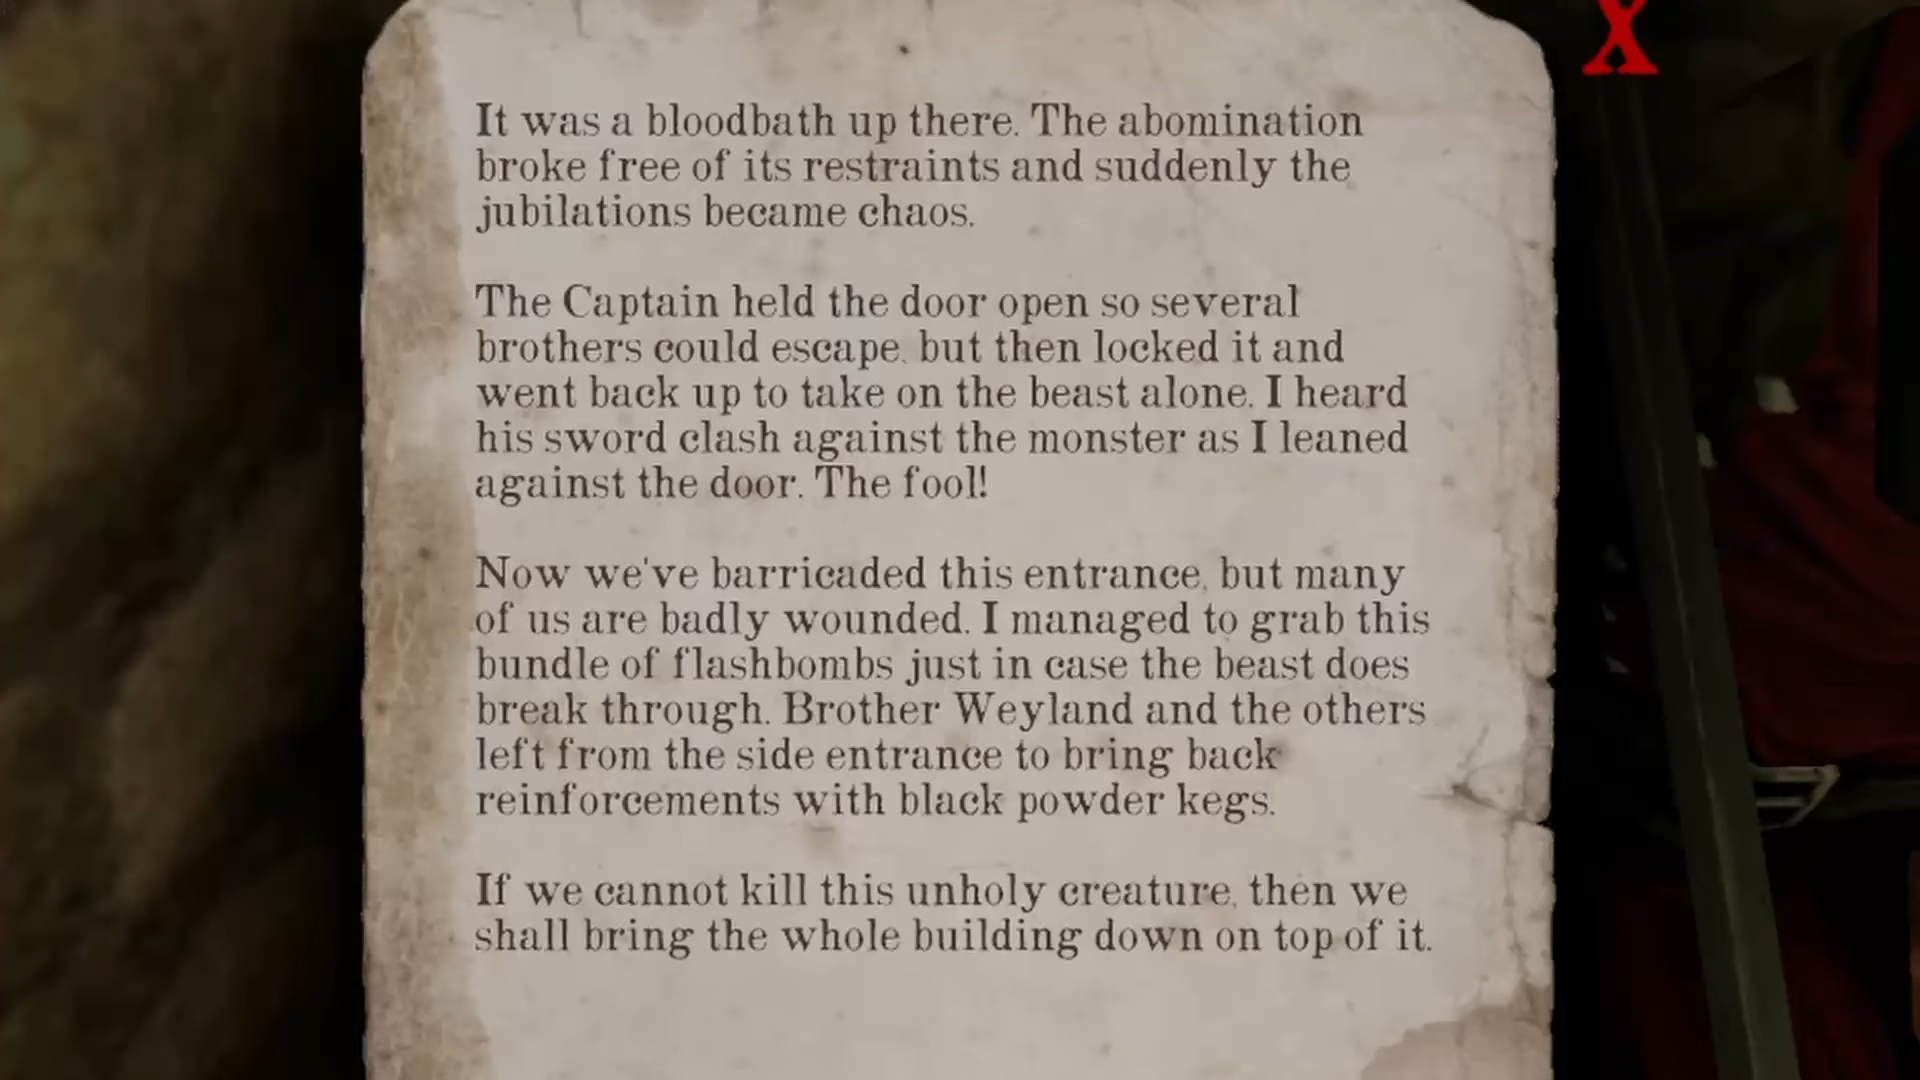 X
It was a bloodbath up there. The abomination
broke free of its restraints and suddenly the
jubilations became chaos.
The Captain held the door open so several
brothers could escape, but then locked it and
went back up to take on the beast alone. I heard
his sword clash against the monster as I leaned
against the door. The fool!
Now we've barricaded this entrance, but many
of us are badly wounded. I managed to grab this
bundle of flashbombs just in case the beast does
break through. Brother Weyland and the others
left from the side entrance to bring back
reinforcements with black powder kegs.
If we cannot kill this unholy creature, then we
shall bring the whole building down on top of it.